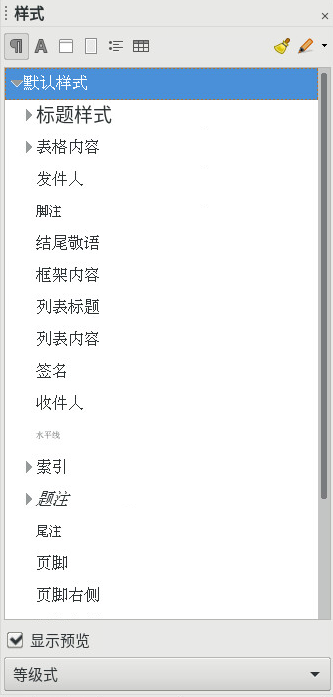 样式
默认样式
标题样式
表格内容
发件人
脚注
结尾敬语
框架内容
列表标题
列表内容
签名
收件人
水平线
索引
题注
尾注
页脚
页脚右侧
显示预览
等级式